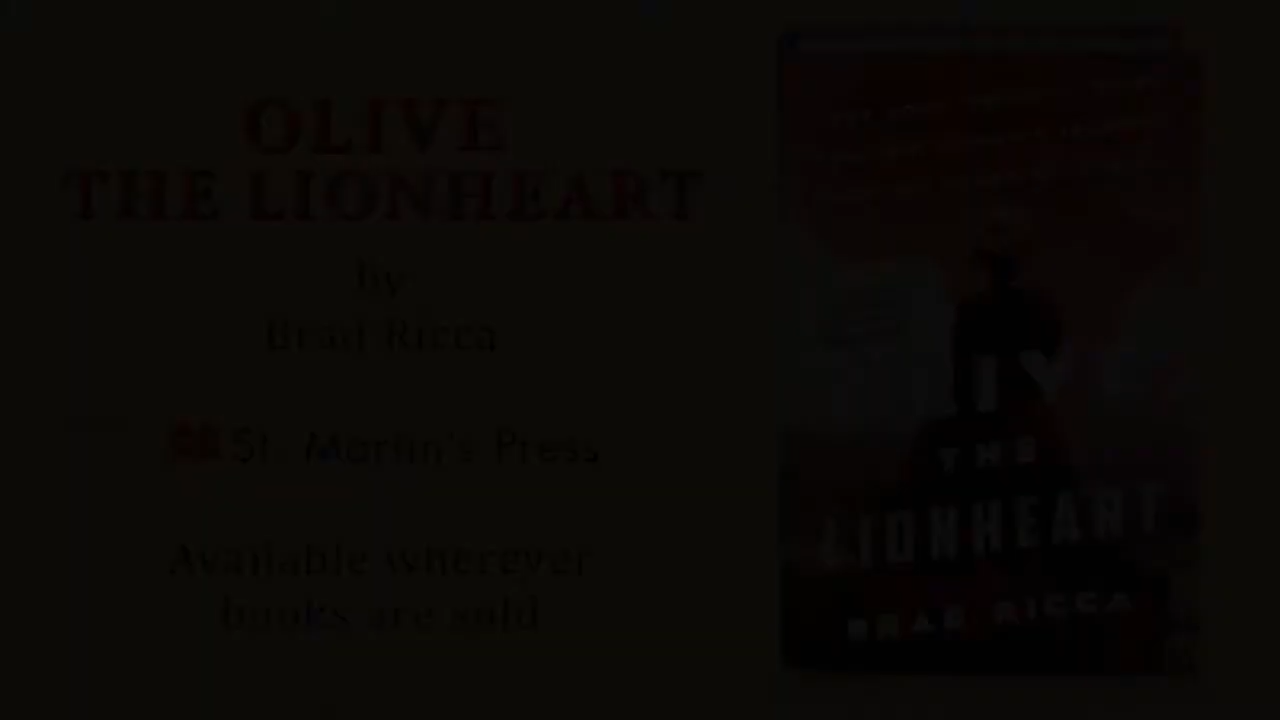 OLIVE
THE LIONHEART
by
Brad Ricca
St. Martin's Press
Available wherever
books are sold
OLIVE
THE
LIONHEART
BRAD RICCA